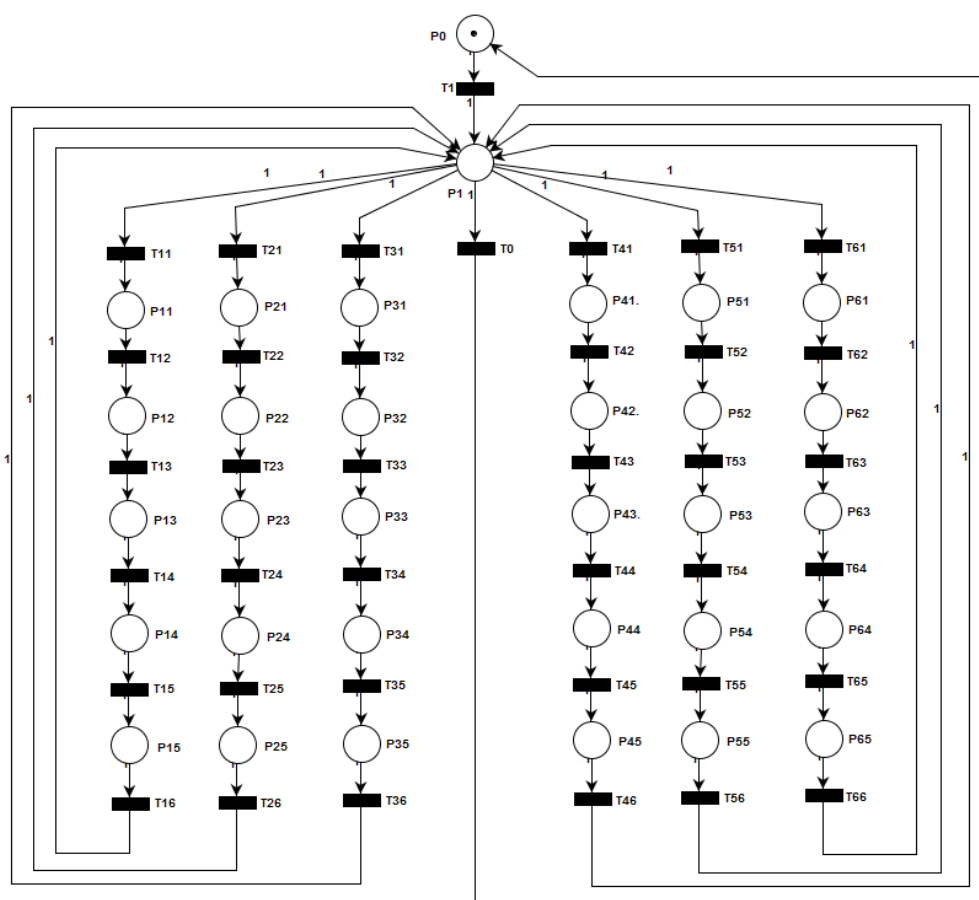 P0
T1
1
P1
1
1
1
1
1
1
1
T11
T21
T31
T0
T41
T51
T61
P11
P21
P31
P41.
P51
P61
1
1
T12
T22
T32
T42
T52
T62
1
1
P12
P22
P32
P42.
P52
P62
1
1
T13
T23
T33
T43
T53
T63
P13
P23
P33
P43.
P53
P63
T14
T24
T34
T44
T54
T64
P14
P24
P34
P44
P54
P64
T15
T25
T35
T45
T55
T65
P15
P25
P35
P45
P55
P65
T16
T26
T36
T46
T56
T66